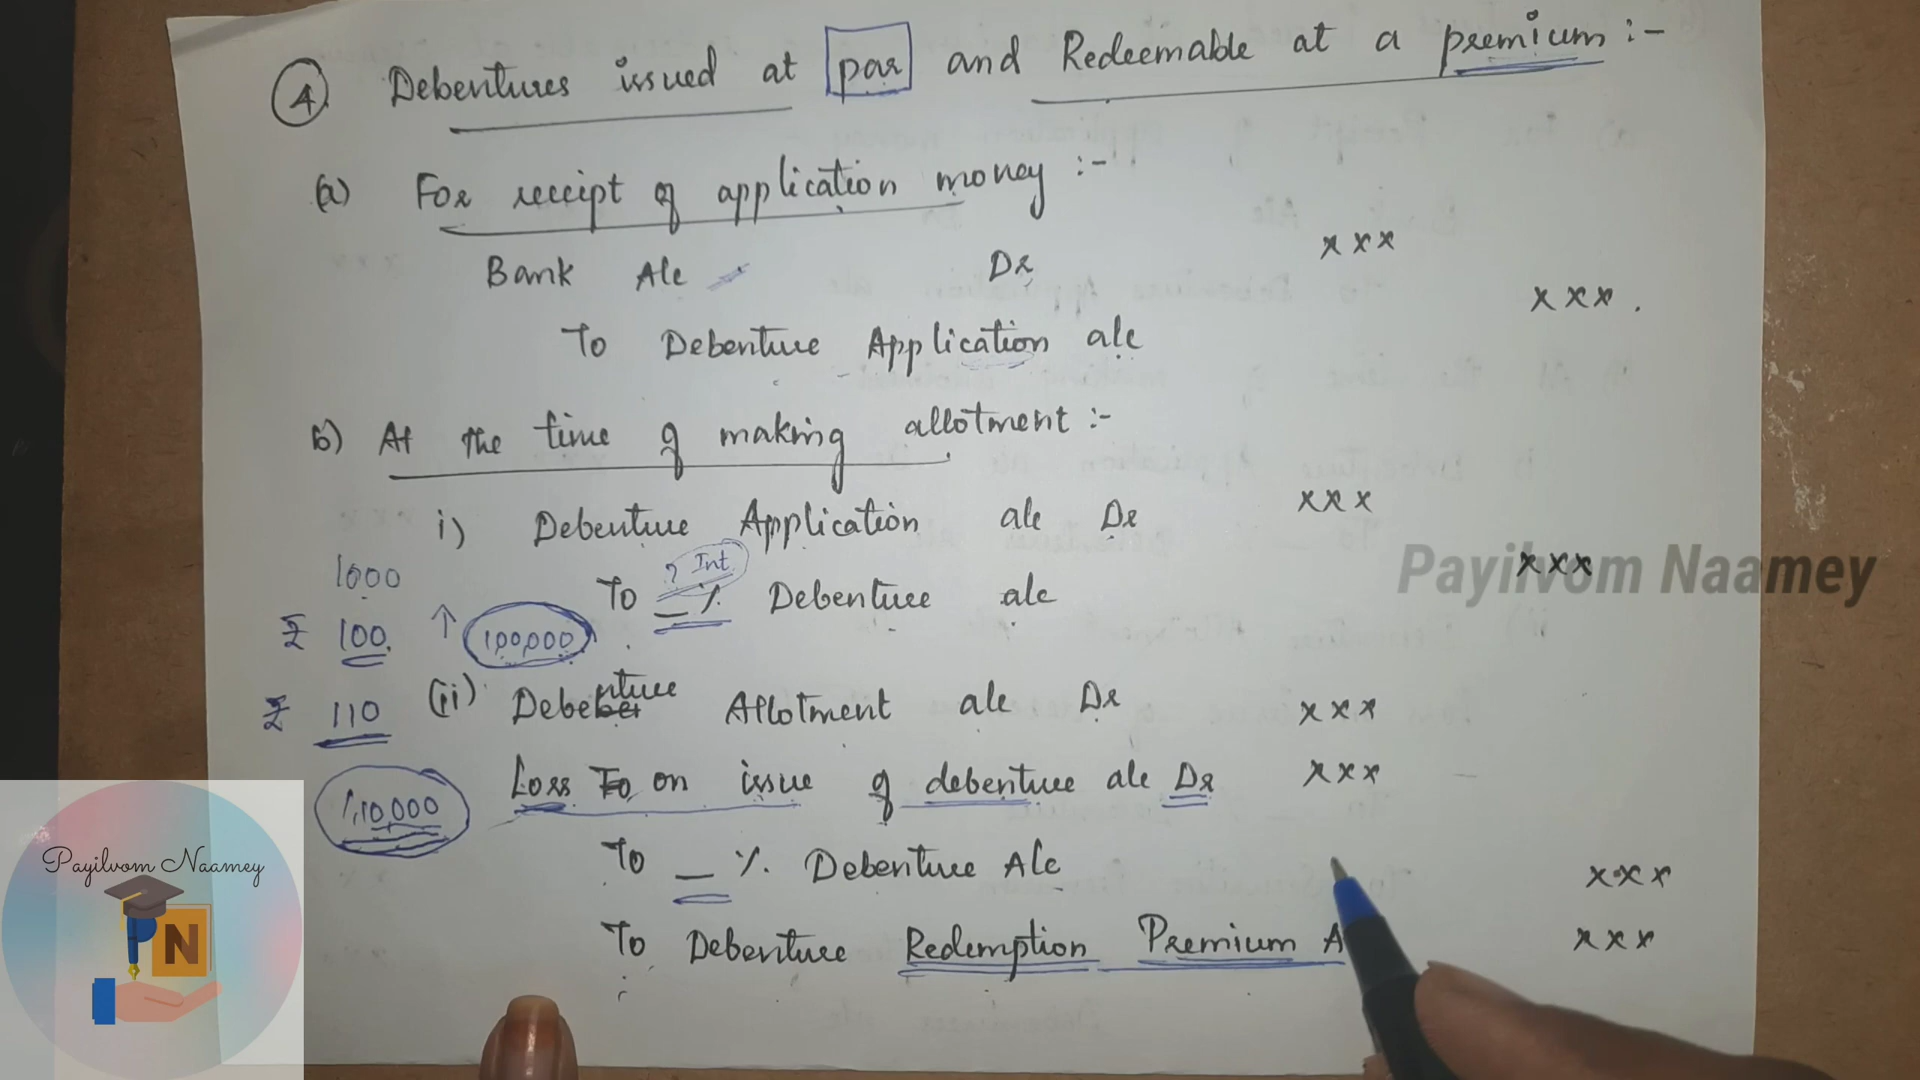 4 Debentures issued at par and Redeemable at a premium :-
(a) For receipt of application money :-
Bank A/c Dr xxx
To Debenture Application a/c xxx.
b) At the time of making allotment :-
i) Debenture Application a/c Dr xxx
? Int
To _ % Debenture a/c xxx
1000
₹ 100 ↑ 1,00,000
₹ 110
1,10,000
(ii) Debenture Allotment a/c Dr xxx
Loss on issue of debenture a/c Dr xxx
To _ %. Debenture A/c xxx
To Debenture Redemption Premium A xxx
Payilvom Naamey
Payilvom Naamey
PN